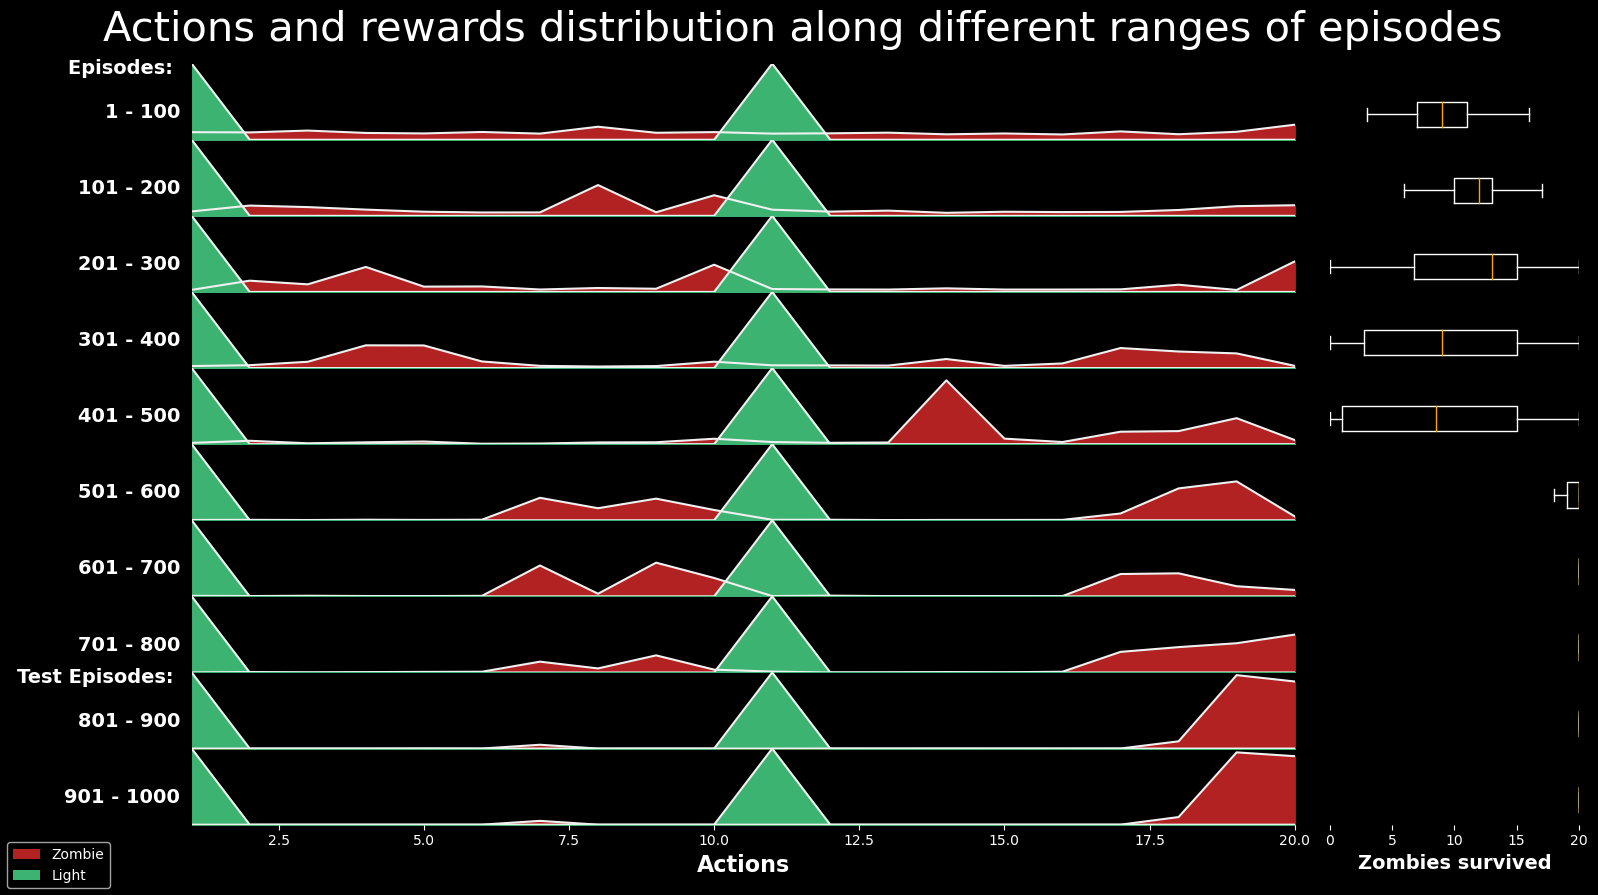 Actions and rewards distribution along different ranges of episodes
Episodes:
1 - 100
101 - 200
201 - 300
301 - 400
401 - 500
501 - 600
601 - 700
701 - 800
Test Episodes:
801 - 900
901 - 1000
2.5 5.0 7.5 10.0 12.5 15.0 17.5 20.0
0 5 10 15 20
Actions
Zombies survived
Zombie
Light